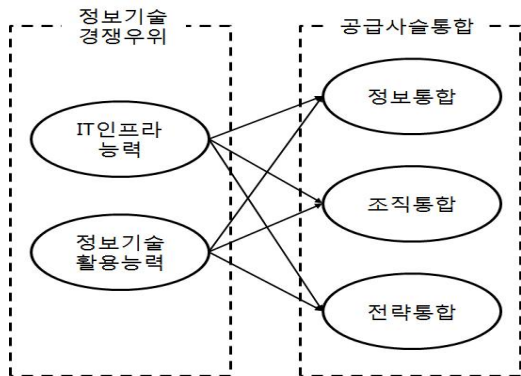 정보기술
경쟁우위
공급사슬통합
IT인프라
능력
정보기술
활용능력
정보통합
조직통합
전략통합